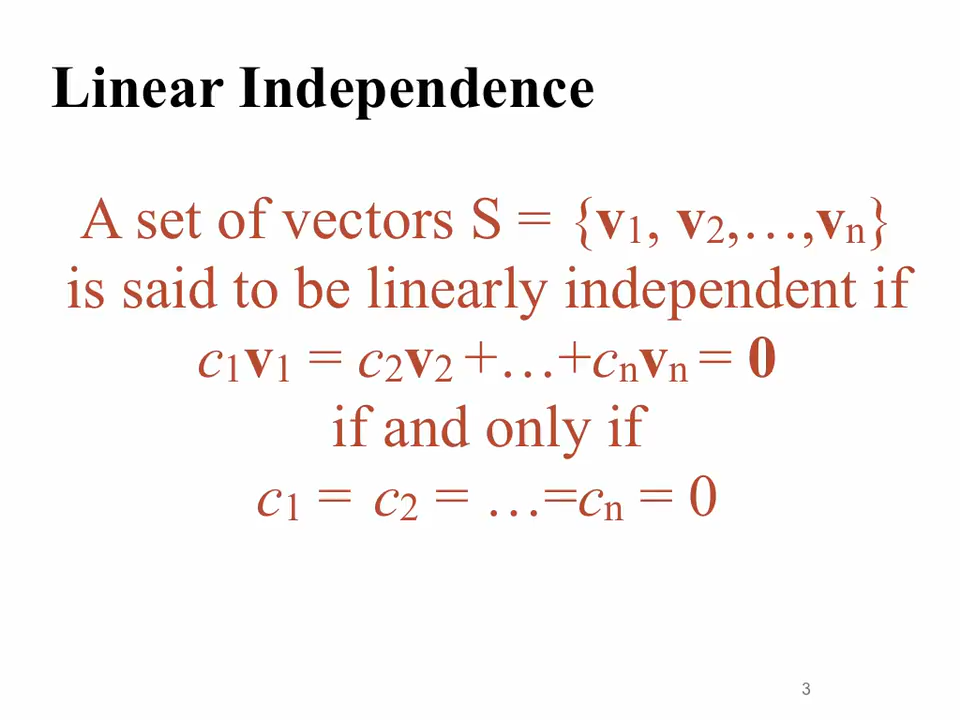 Linear Independence
A set of vectors S = {v1, v2,…,vn}
is said to be linearly independent if
c1v1 = c2v2 +…+cnvn = 0
if and only if
c1 = c2 = …=cn = 0
3